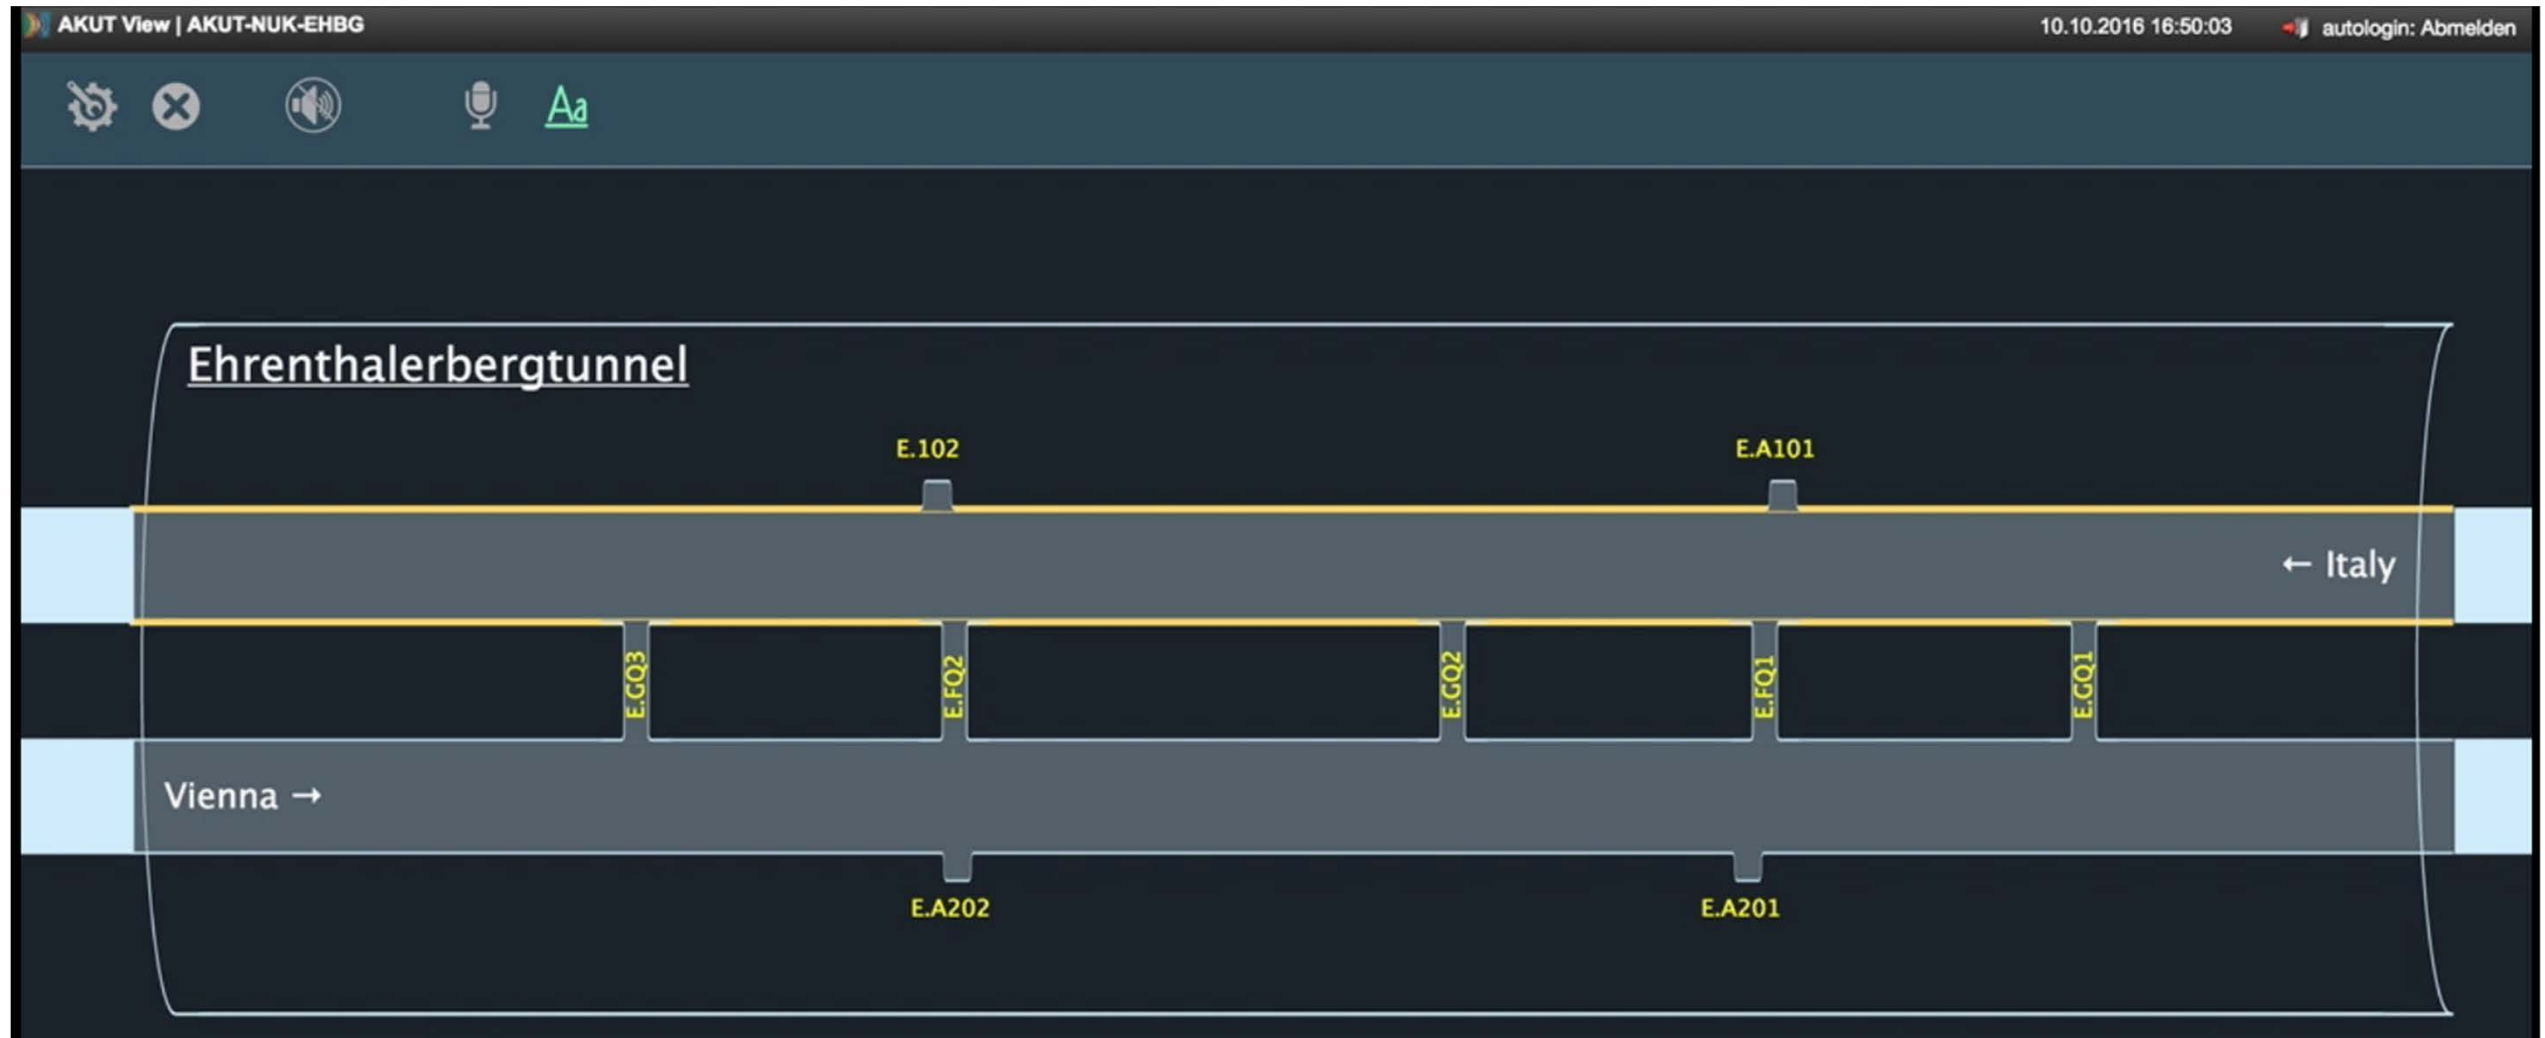 AKUT View | AKUT-NUK-EHBG
10.10.2016 16:50:03
autologin: Abmelden
Aa
Ehrenthalerbergtunnel
E.102
E.A101
← Italy
E.GQ3
E.FQ2
E.GQ2
E.FQ1
E.GQ1
Vienna →
E.A202
E.A201